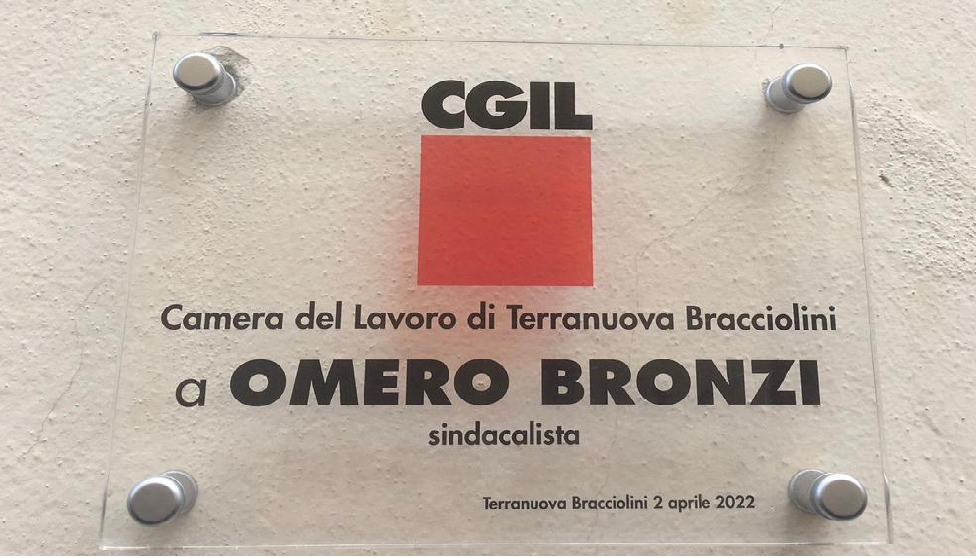 CGIL
Camera del Lavoro di Terranuova Bracciolini
a OMERO BRONZI
sindacalista
Terranuova Bracciolini 2 aprile 2022